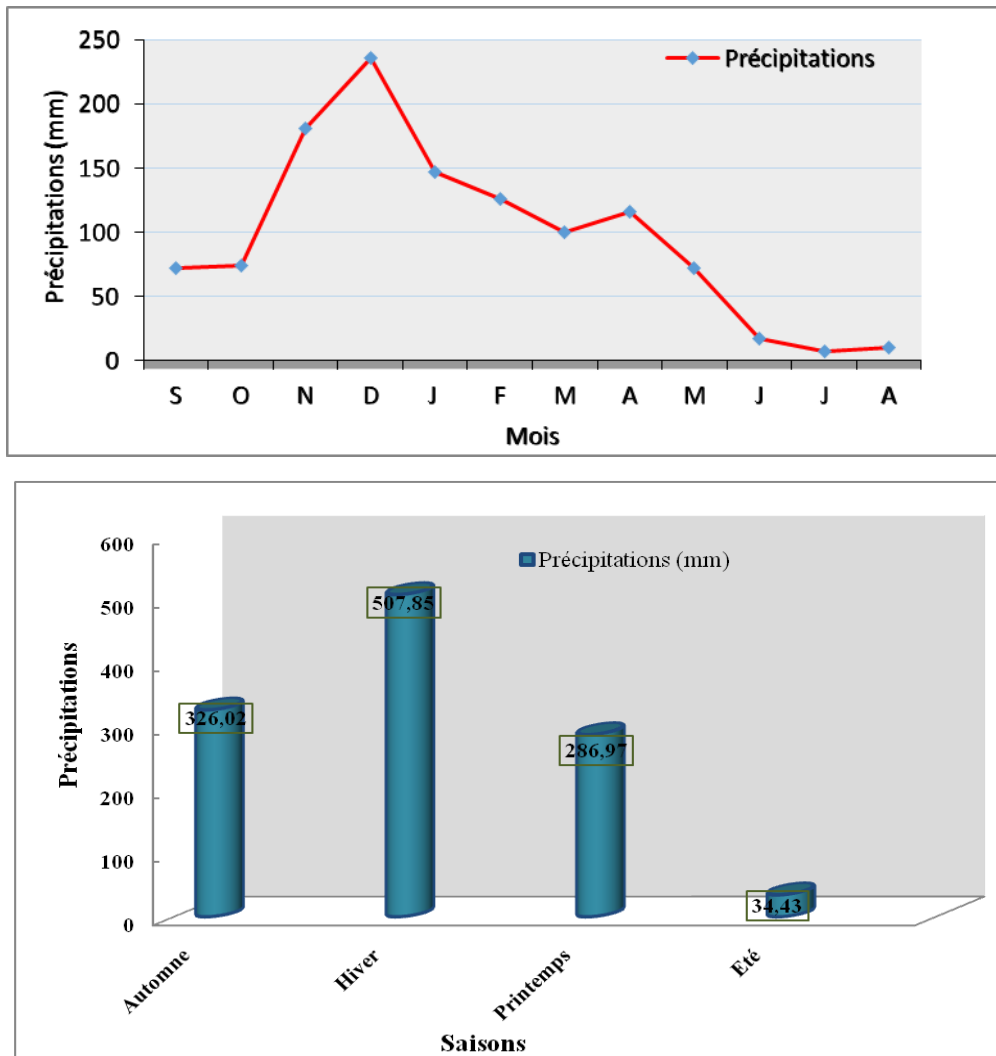 250
Précipitations
200
150
100
50
0
Précipitations (mm)
S O N D J F M A M J J A
Mois
600
Précipitations (mm)
500
507,85
400
326,02
300
286,97
200
100
34,43
0
Précipitations
Automne Hiver Printemps Eté
Saisons